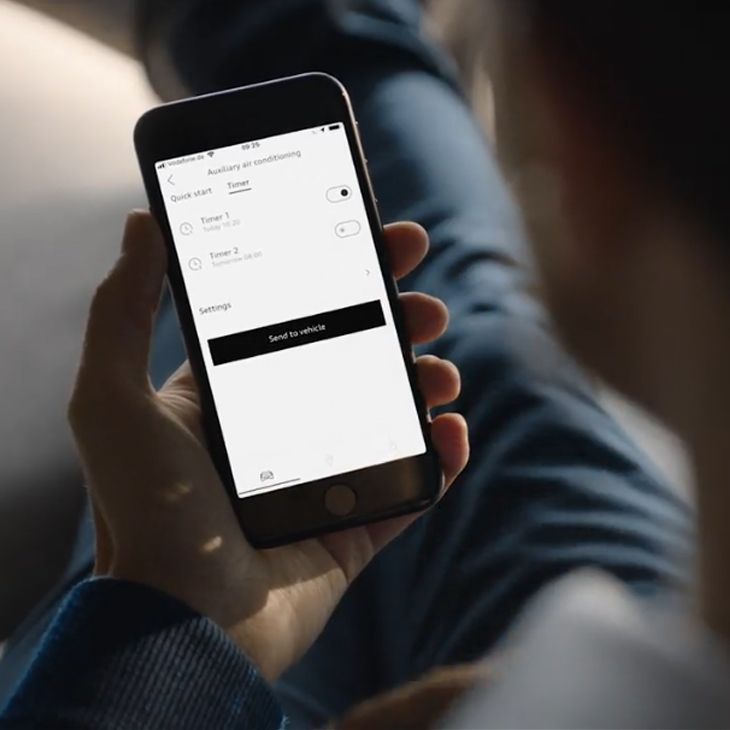 Vodafone.de
09:25
Auxiliary air conditioning
Quick start Timer
Timer 1
Today 10:20
Timer 2
Tomorrow 08:00
Settings
Send to vehicle